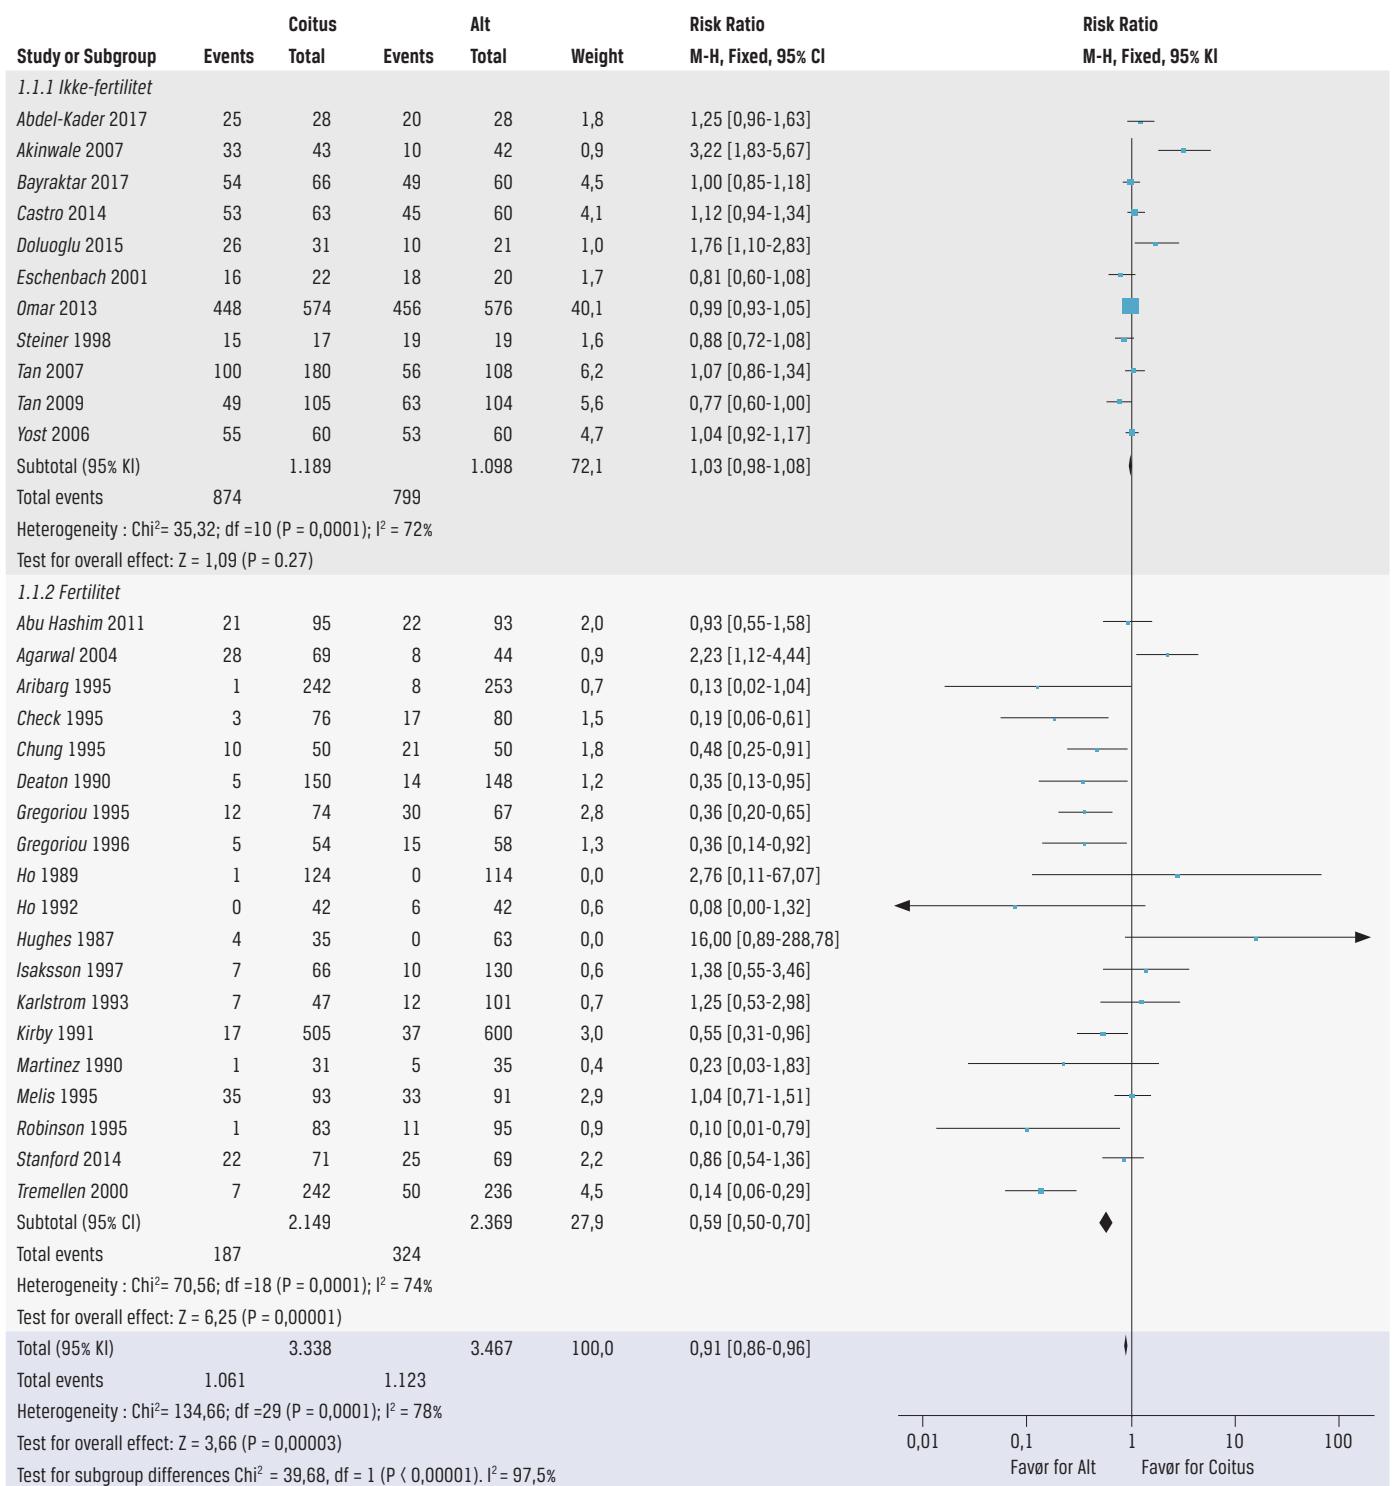 Coitus Alt Risk Ratio Risk Ratio
Study or Subgroup Events Total Events Total Weight M-H, Fixed, 95% CI M-H, Fixed, 95% KI
1.1.1 Ikke-fertilitet
Abdel-Kader 2017 25 28 20 28 1,8 1,25 [0,96-1,63]
Akinwale 2007 33 43 10 42 0,9 3,22 [1,83-5,67]
Bayraktar 2017 54 66 49 60 4,5 1,00 [0,85-1,18]
Castro 2014 53 63 45 60 4,1 1,12 [0,94-1,34]
Doluoglu 2015 26 31 10 21 1,0 1,76 [1,10-2,83]
Eschenbach 2001 16 22 18 20 1,7 0,81 [0,60-1,08]
Omar 2013 448 574 456 576 40,1 0,99 [0,93-1,05]
Steiner 1998 15 17 19 19 1,6 0,88 [0,72-1,08]
Tan 2007 100 180 56 108 6,2 1,07 [0,86-1,34]
Tan 2009 49 105 63 104 5,6 0,77 [0,60-1,00]
Yost 2006 55 60 53 60 4,7 1,04 [0,92-1,17]
Subtotal (95% KI) 1.189 1.098 72,1 1,03 [0,98-1,08]
Total events 874 799
Heterogeneity : Chi²= 35,32; df =10 (P = 0,0001); I² = 72%
Test for overall effect: Z = 1,09 (P = 0.27)
1.1.2 Fertilitet
Abu Hashim 2011 21 95 22 93 2,0 0,93 [0,55-1,58]
Agarwal 2004 28 69 8 44 0,9 2,23 [1,12-4,44]
Aribarg 1995 1 242 8 253 0,7 0,13 [0,02-1,04]
Check 1995 3 76 17 80 1,5 0,19 [0,06-0,61]
Chung 1995 10 50 21 50 1,8 0,48 [0,25-0,91]
Deaton 1990 5 150 14 148 1,2 0,35 [0,13-0,95]
Gregoriou 1995 12 74 30 67 2,8 0,36 [0,20-0,65]
Gregoriou 1996 5 54 15 58 1,3 0,36 [0,14-0,92]
Ho 1989 1 124 0 114 0,0 2,76 [0,11-67,07]
Ho 1992 0 42 6 42 0,6 0,08 [0,00-1,32]
Hughes 1987 4 35 0 63 0,0 16,00 [0,89-288,78]
Isaksson 1997 7 66 10 130 0,6 1,38 [0,55-3,46]
Karlstrom 1993 7 47 12 101 0,7 1,25 [0,53-2,98]
Kirby 1991 17 505 37 600 3,0 0,55 [0,31-0,96]
Martinez 1990 1 31 5 35 0,4 0,23 [0,03-1,83]
Melis 1995 35 93 33 91 2,9 1,04 [0,71-1,51]
Robinson 1995 1 83 11 95 0,9 0,10 [0,01-0,79]
Stanford 2014 22 71 25 69 2,2 0,86 [0,54-1,36]
Tremellen 2000 7 242 50 236 4,5 0,14 [0,06-0,29]
Subtotal (95% CI) 2.149 2.369 27,9 0,59 [0,50-0,70]
Total events 187 324
Heterogeneity : Chi²= 70,56; df =18 (P = 0,0001); I² = 74%
Test for overall effect: Z = 6,25 (P = 0,00001)
Total (95% KI) 3.338 3.467 100,0 0,91 [0,86-0,96]
Total events 1.061 1.123
Heterogeneity : Chi²= 134,66; df =29 (P = 0,0001); I² = 78%
Test for overall effect: Z = 3,66 (P = 0,00003)
Test for subgroup differences Chi² = 39,68, df = 1 (P < 0,00001). I² = 97,5%
0,01 0,1 1 10 100
Favør for Alt Favør for Coitus